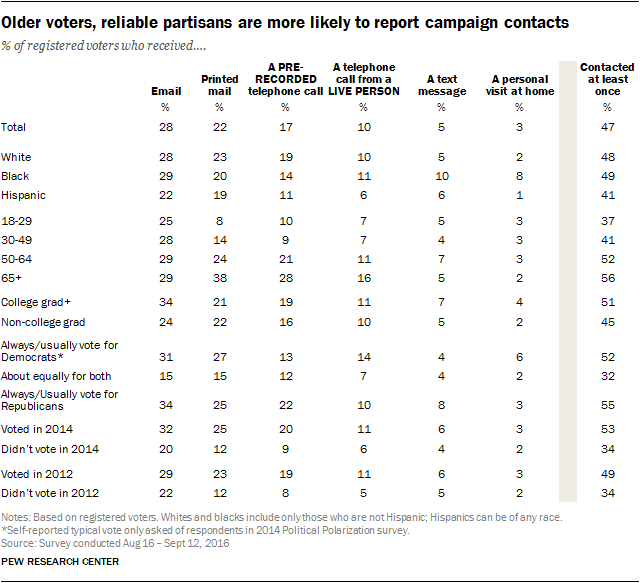 Older voters, reliable partisans are more likely to report campaign contacts
% of registered voters who received....
Email Printed mail A PRE-RECORDED telephone call A telephone call from a LIVE PERSON A text message A personal visit at home Contacted at least once
% % % % % % %
Total 28 22 17 10 5 3 47
White 28 23 19 10 5 2 48
Black 29 20 14 11 10 8 49
Hispanic 22 19 11 6 6 1 41
18-29 25 8 10 7 5 3 37
30-49 28 14 9 7 4 3 41
50-64 29 24 21 11 7 3 52
65+ 29 38 28 16 5 2 56
College grad+ 34 21 19 11 7 4 51
Non-college grad 24 22 16 10 5 2 45
Always/usually vote for
Democrats* 31 27 13 14 4 6 52
About equally for both 15 15 12 7 4 2 32
Always/Usually vote for
Republicans 34 25 22 10 8 3 55
Voted in 2014 32 25 20 11 6 3 53
Didn't vote in 2014 20 12 9 6 4 2 34
Voted in 2012 29 23 19 11 6 3 49
Didn't vote in 2012 22 12 8 5 5 2 34
Notes: Based on registered voters. Whites and blacks include only those who are not Hispanic; Hispanics can be of any race.
*Self-reported typical vote only asked of respondents in 2014 Political Polarization survey.
Source: Survey conducted Aug 16 – Sept 12, 2016
PEW RESEARCH CENTER